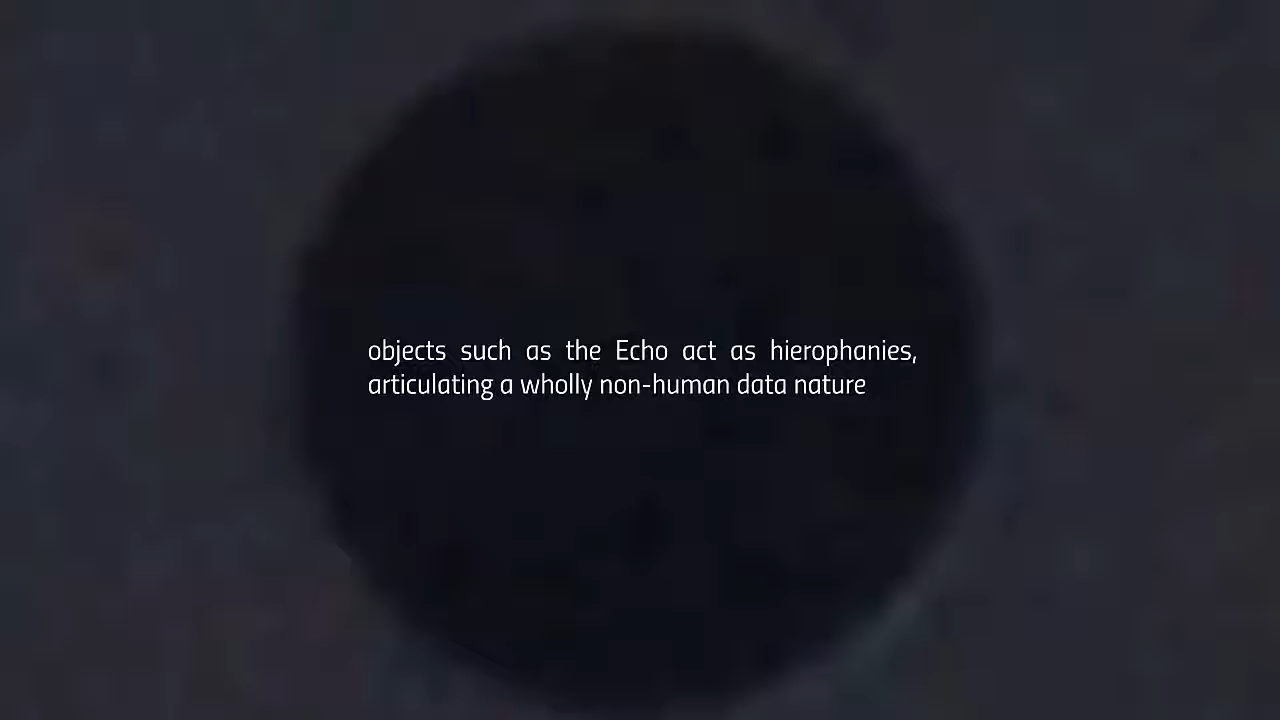 objects such as the Echo act as hierophanies,
articulating a wholly non-human data nature